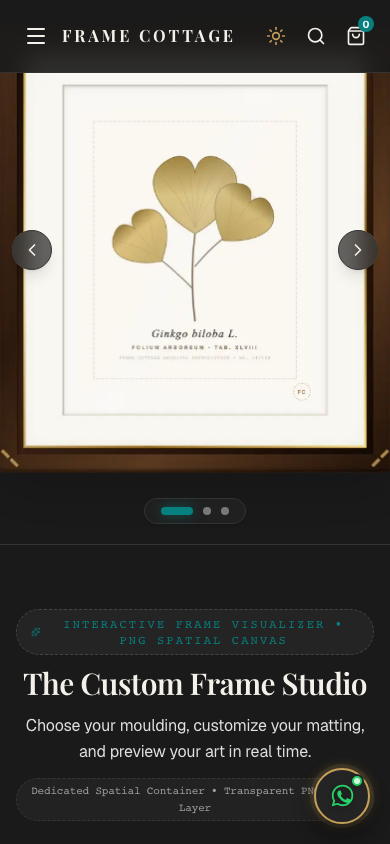 FRAME COTTAGE
0
Ginkgo biloba L.
FOLIUM ARBOREUM • TAB. XLVIII
FC
INTERACTIVE FRAME VISUALIZER •
PNG SPATIAL CANVAS
The Custom Frame Studio
Choose your moulding, customize your matting,
and preview your art in real time.
Dedicated Spatial Container • Transparent PN
Layer